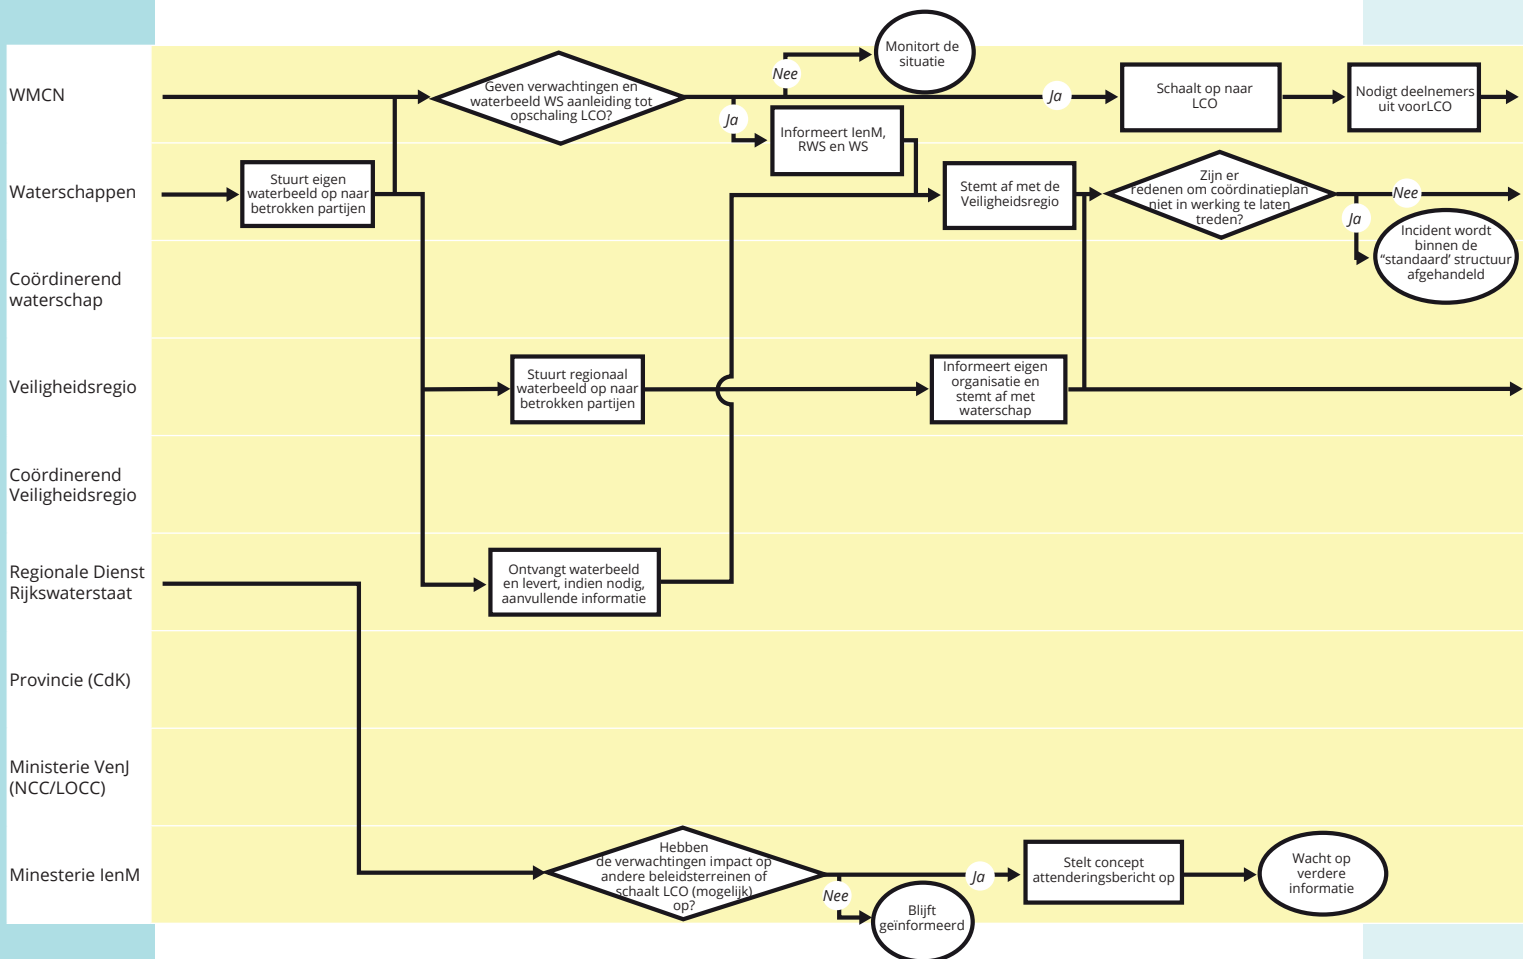 WMCN
Geven verwachtingen en
waterbeeld WS aanleiding tot
opschaling LCO?
Nee
Monitort de
situatie
Ja
Informeert IenM,
RWS en WS
Ja
Schaalt op naar
LCO
Nodigt deelnemers
uit voorLCO
Waterschappen
Stuurt eigen
waterbeeld op naar
betrokken partijen
Stemt af met de
Veiligheidsregio
Zijn er
redenen om coördinatieplan
niet in werking te laten
treden?
Nee
Ja
Incident wordt
binnen de
“standaard’ structuur
afgehandeld
Coördinerend
waterschap
Veiligheidsregio
Stuurt regionaal
waterbeeld op naar
betrokken partijen
Informeert eigen
organisatie en
stemt af met
waterschap
Coördinerend
Veiligheidsregio
Regionale Dienst
Rijkswaterstaat
Ontvangt waterbeeld
en levert, indien nodig,
aanvullende informatie
Provincie (CdK)
Ministerie VenJ
(NCC/LOCC)
Minesterie IenM
Hebben
de verwachtingen impact op
andere beleidsterreinen of
schaalt LCO (mogelijk)
op?
Nee
Blijft
geïnformeerd
Ja
Stelt concept
attenderingsbericht op
Wacht op
verdere
informatie